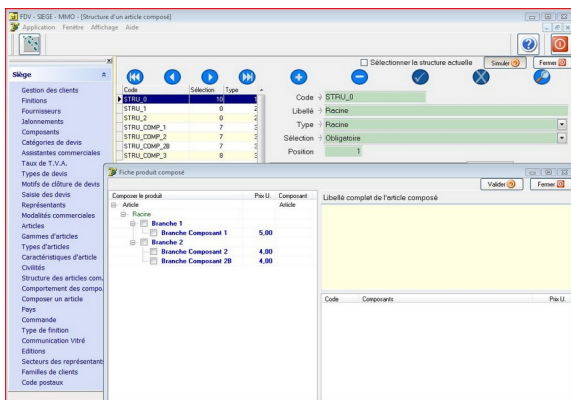 FDV - SIEGE - MMO - [Structure d'un article composé]
Application Fenêtre Affichage Aide
Sélectionner la structure actuelle Simuler Fermer
Siège
Gestion des clients
Finitions
Fournisseurs
Jalonnements
Composants
Catégories de devis
Assistantes commerciales
Taux de T.V.A.
Types de devis
Motifs de clôture de devis
Saisie des devis
Représentants
Modalités commerciales
Articles
Gammes d'articles
Types d'articles
Caractéristiques d'article
Civilités
Structure des articles com.
Comportement des compo.
Composer un article
Pays
Commande
Type de finition
Communication Vitré
Editions
Secteurs des représentant
Familles de clients
Code postaux
Code Sélection Type
STRU_0 10 1
STRU_1 0 2
STRU_2 0 2
STRU_COMP_1 7 3
STRU_COMP_2 7 3
STRU_COMP_2B 7 3
STRU_COMP_3 8 3
Code STRU_0
Libellé Racine
Type Racine
Sélection Obligatoire
Position 1
Fiche produit composé
Valider Fermer
Composer le produit Prix U. Composant
Article Article
Racine
Branche 1
Branche Composant 1 5,00
Branche 2
Branche Composant 2 4,00
Branche Composant 2B 4,00
Libellé complet de l'article composé
Code Composants Prix U.